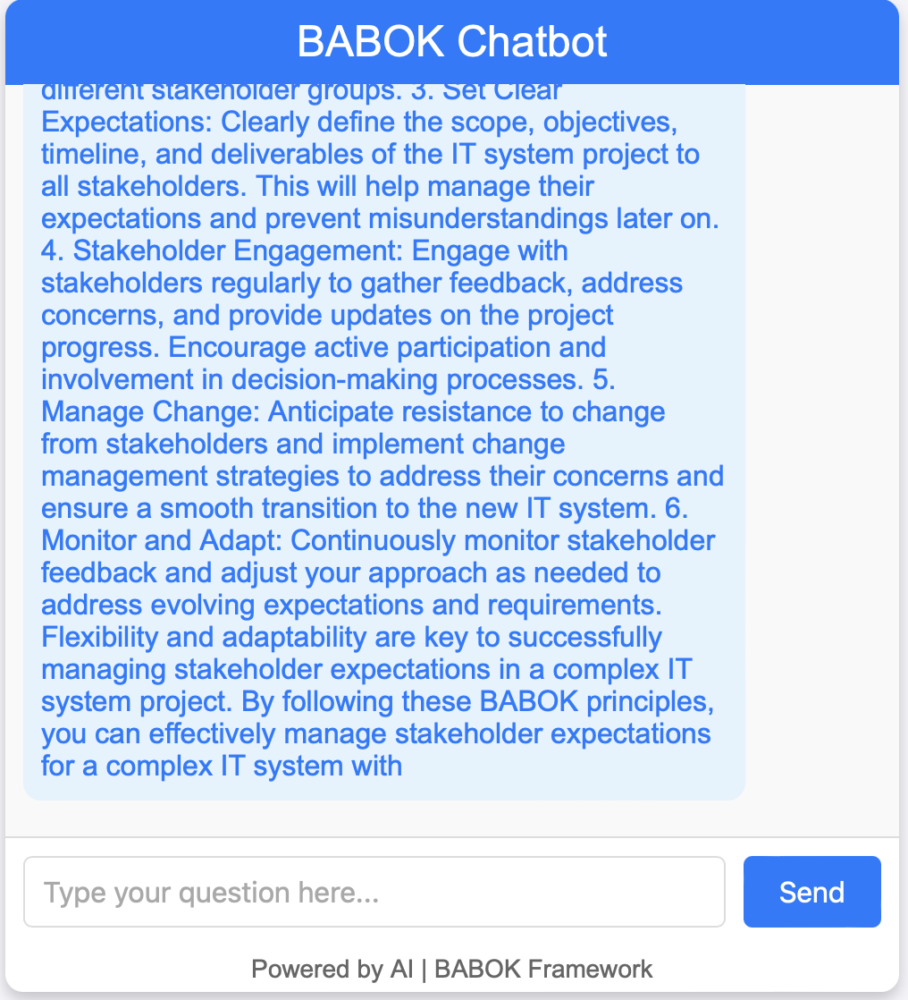 BABOK Chatbot
different stakeholder groups. 3. Set Clear
Expectations: Clearly define the scope, objectives,
timeline, and deliverables of the IT system project to
all stakeholders. This will help manage their
expectations and prevent misunderstandings later on.
4. Stakeholder Engagement: Engage with
stakeholders regularly to gather feedback, address
concerns, and provide updates on the project
progress. Encourage active participation and
involvement in decision-making processes. 5.
Manage Change: Anticipate resistance to change
from stakeholders and implement change
management strategies to address their concerns and
ensure a smooth transition to the new IT system. 6.
Monitor and Adapt: Continuously monitor stakeholder
feedback and adjust your approach as needed to
address evolving expectations and requirements.
Flexibility and adaptability are key to successfully
managing stakeholder expectations in a complex IT
system project. By following these BABOK principles,
you can effectively manage stakeholder expectations
for a complex IT system with
Type your question here...
Send
Powered by AI | BABOK Framework